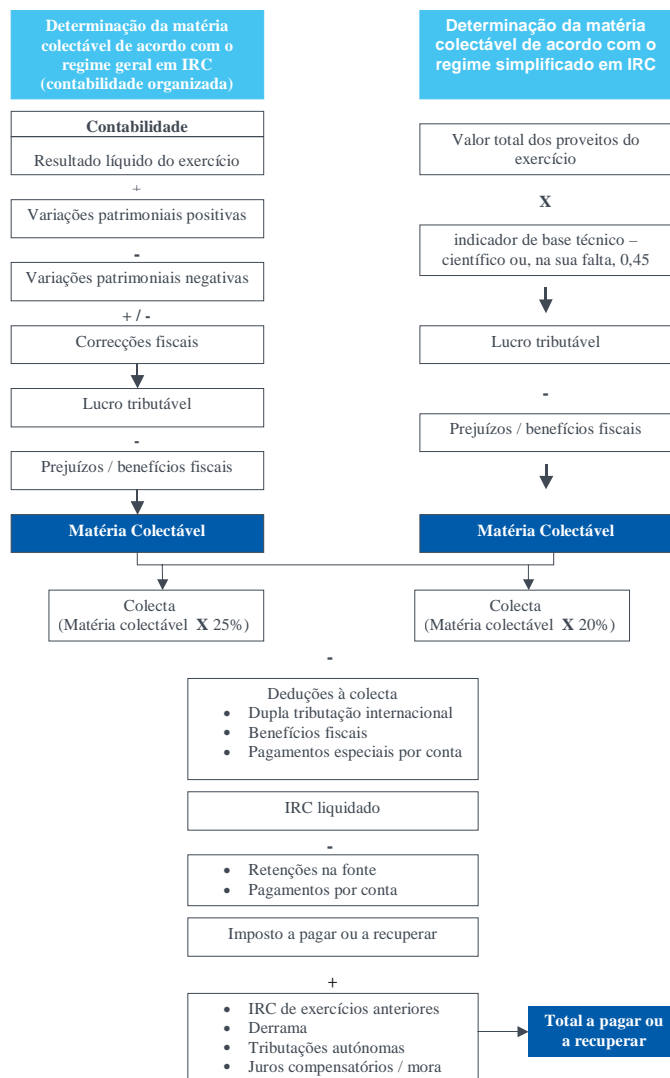 Determinação da matéria
colectável de acordo com o
regime geral em IRC
(contabilidade organizada)
Contabilidade
Resultado líquido do exercício
+
Variações patrimoniais positivas
-
Variações patrimoniais negativas
+ / -
Correcções fiscais
Lucro tributável
-
Prejuízos / benefícios fiscais
Matéria Colectável
Colecta
(Matéria colectável X 25%)
Determinação da matéria
colectável de acordo com o
regime simplificado em IRC
Valor total dos proveitos do
exercício
X
indicador de base técnico –
científico ou, na sua falta, 0,45
Lucro tributável
-
Prejuízos / benefícios fiscais
Matéria Colectável
Colecta
(Matéria colectável X 20%)
-
Deduções à colecta
• Dupla tributação internacional
• Benefícios fiscais
• Pagamentos especiais por conta
IRC liquidado
-
• Retenções na fonte
• Pagamentos por conta
Imposto a pagar ou a recuperar
+
• IRC de exercícios anteriores
• Derrama
• Tributações autónomas
• Juros compensatórios / mora
Total a pagar ou
a recuperar